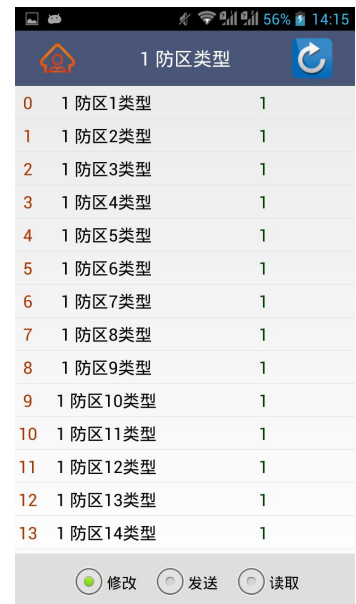 56% 14:15
1 防区类型
0 1 防区1类型 1
1 1 防区2类型 1
2 1 防区3类型 1
3 1 防区4类型 1
4 1 防区5类型 1
5 1 防区6类型 1
6 1 防区7类型 1
7 1 防区8类型 1
8 1 防区9类型 1
9 1 防区10类型 1
10 1 防区11类型 1
11 1 防区12类型 1
12 1 防区13类型 1
13 1 防区14类型 1
修改 发送 读取